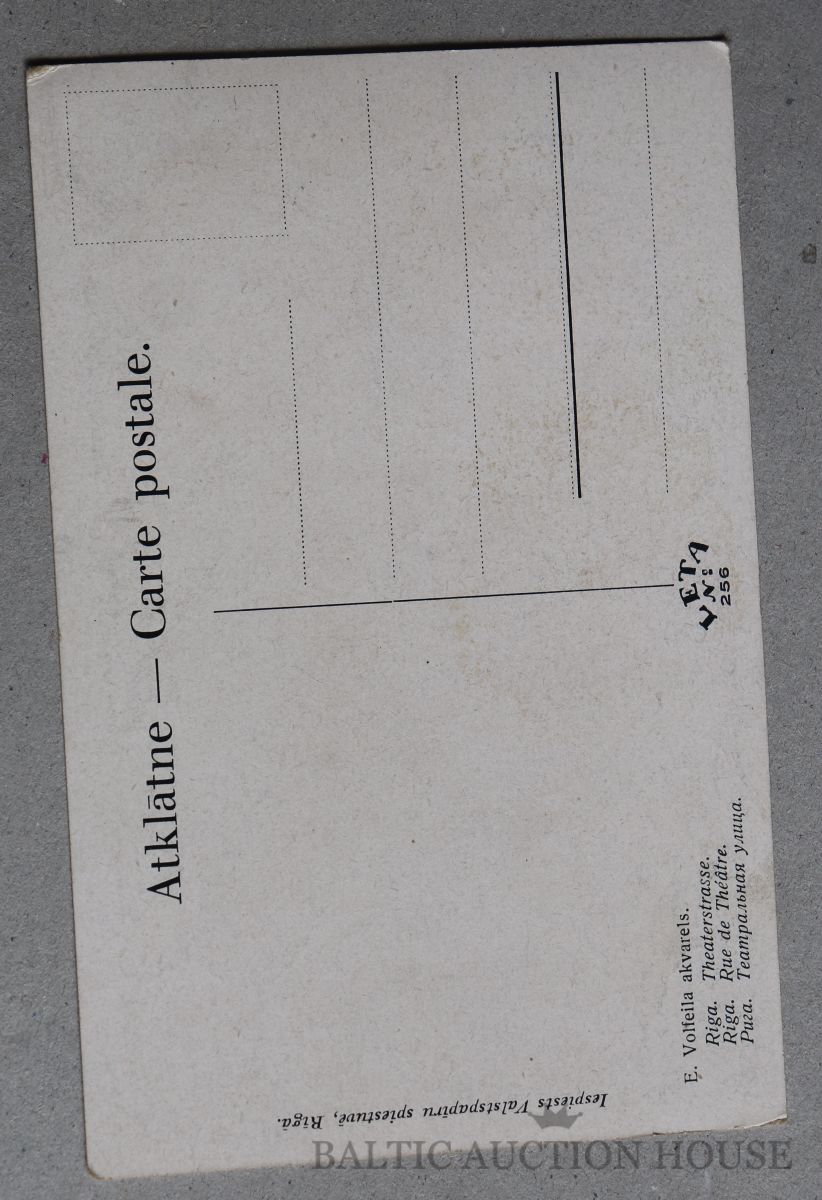 Atklātne — Carte postale.
VETA
Nº
256
E. Volfeila akvarels.
Riga. Theaterstrasse.
Riga. Rue de Théâtre.
Рига. Театральная улица.
Iespiests Valstspapīru spiestuvē, Rīgā.
BALTIC AUCTION HOUSE